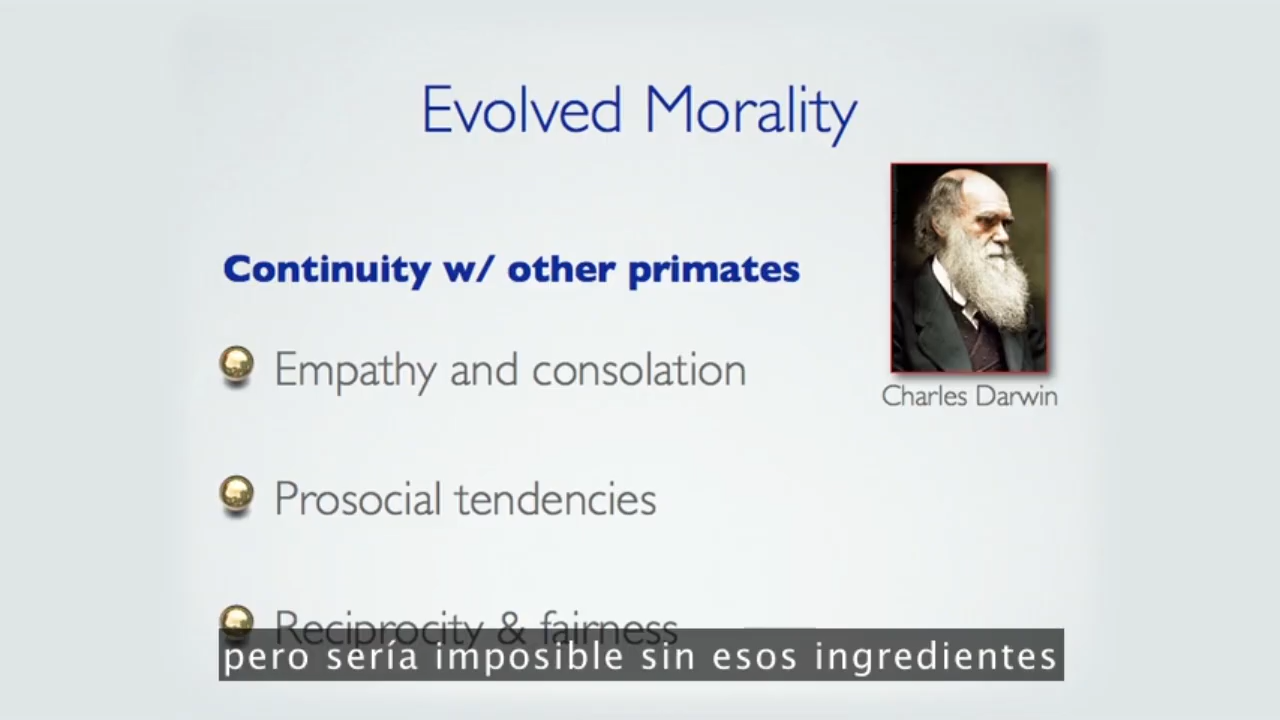 Evolved Morality
Continuity w/ other primates
Empathy and consolation
Charles Darwin
Prosocial tendencies
Reciprocity & fairness
pero sería imposible sin esos ingredientes